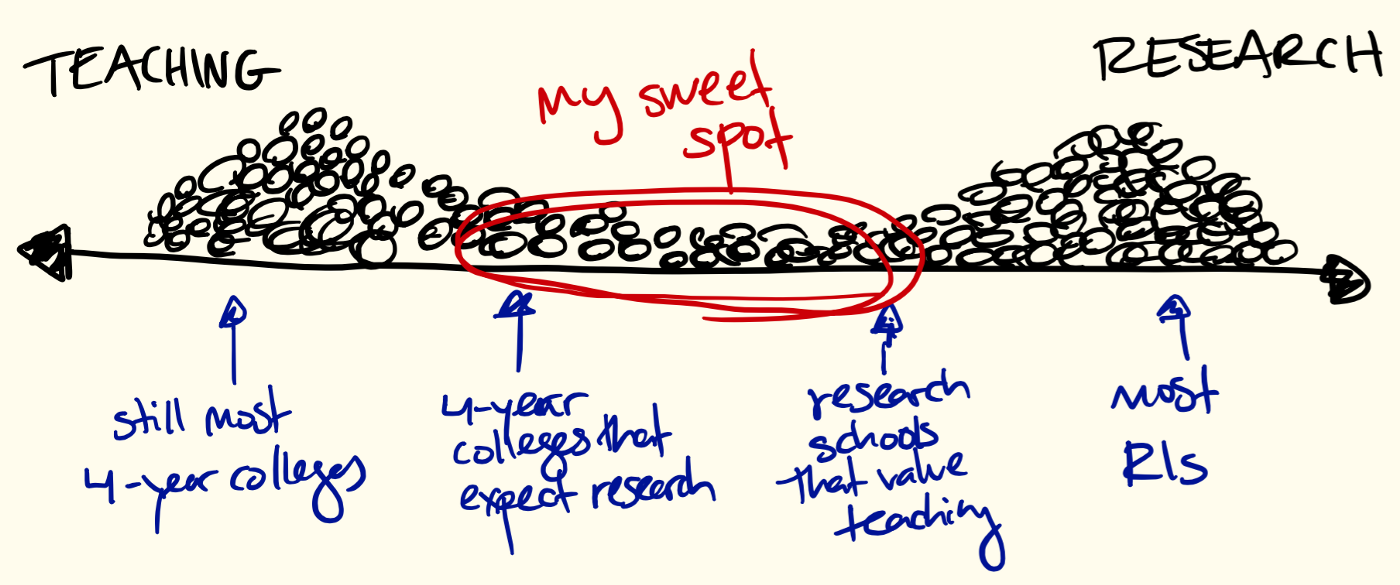 TEACHING
RESEARCH
My sweet
spot
still most
4-year colleges
4-year
colleges that
expect research
research
schools
that value
teaching
most
R1s